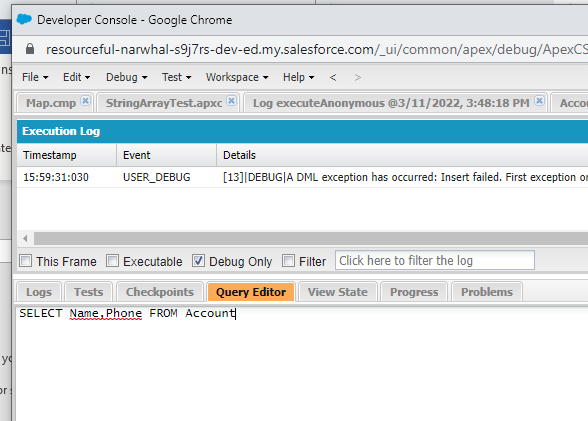 Developer Console - Google Chrome
resourceful-narwhal-s9j7rs-dev-ed.my.salesforce.com/_ui/common/apex/debug/ApexCS
File Edit Debug Test Workspace Help < >
Map.cmp StringArrayTest.apxc Log executeAnonymous @3/11/2022, 3:48:18 PM Accou
Execution Log
Timestamp Event Details
15:59:31:030 USER_DEBUG [13]|DEBUG|A DML exception has occurred: Insert failed. First exception or
This Frame Executable Debug Only Filter Click here to filter the log
Logs Tests Checkpoints Query Editor View State Progress Problems
SELECT Name,Phone FROM Account